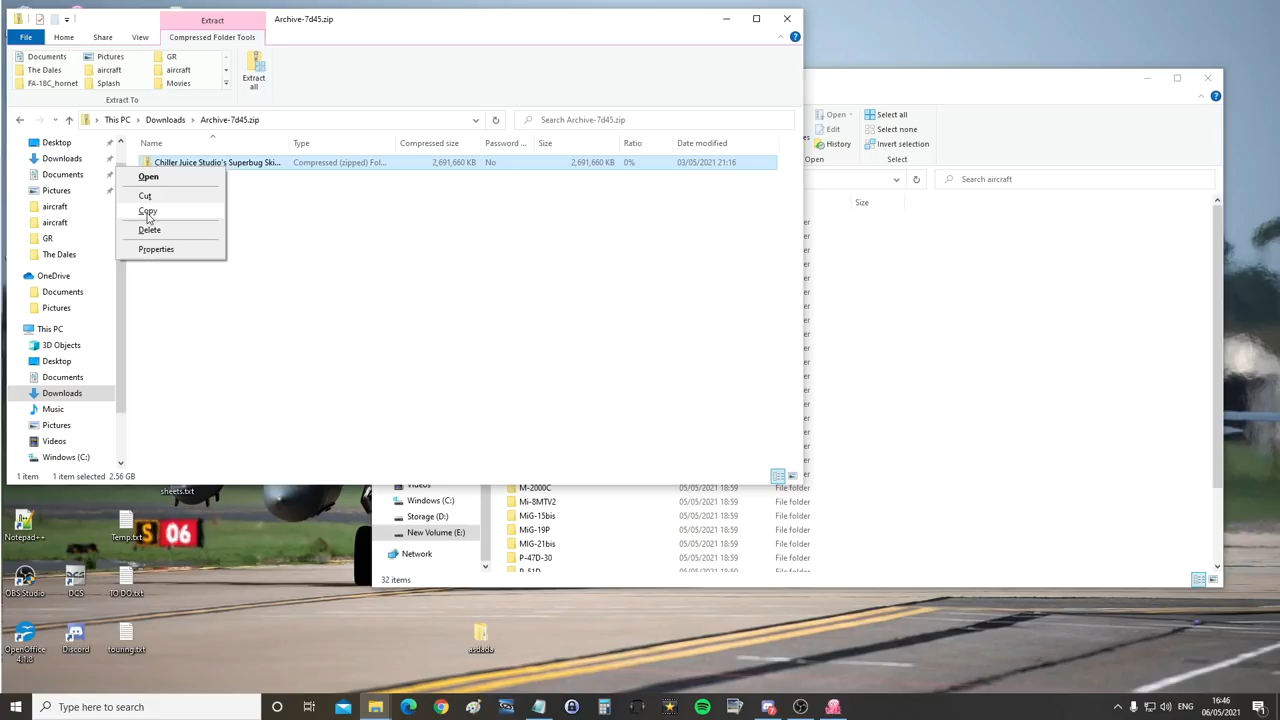 Extract
Archive-7d45.zip
File
Home
Share
View
Compressed Folder Tools
Documents
Pictures
GR
The Dales
aircraft
aircraft
FA-18C_hornet
Splash
Movies
Extract To
Extract
all
This PC
Downloads
Archive-7d45.zip
Search Archive-7d45.zip
Name
Type
Compressed size
Password ...
Size
Ratio
Date modified
Chiller Juice Studio's Superbug Ski...
Compressed (zipped) Fol...
2,691,660 KB
No
2,691,660 KB
0%
03/05/2021 21:16
Open
Cut
Copy
Delete
Properties
Desktop
Downloads
Documents
Pictures
aircraft
aircraft
GR
The Dales
OneDrive
Documents
Pictures
This PC
3D Objects
Desktop
Documents
Downloads
Music
Pictures
Videos
Windows (C:)
1 item
1 item selected 2.56 GB
Open
Edit
History
Open
Select all
Select none
Invert selection
Select
Search aircraft
Size
Windows (C:)
Storage (D:)
New Volume (E:)
Network
M-2000C 05/05/2021 18:59 File folder
Mi-8MTV2 05/05/2021 18:59 File folder
MiG-15bis 05/05/2021 18:59 File folder
MiG-19P 05/05/2021 18:59 File folder
MIG-21bis 05/05/2021 18:59 File folder
P-47D-30 05/05/2021 18:59 File folder
P-51D 05/05/2021 18:59 File folder
32 items
sheets.txt
Notepad++
Temp.txt
S 06
OBS Studio
DCS
TO DO.txt
OpenOffice
4.1.8
Discord
touring.txt
asdada
Type here to search
ENG
16:46
06/05/2021